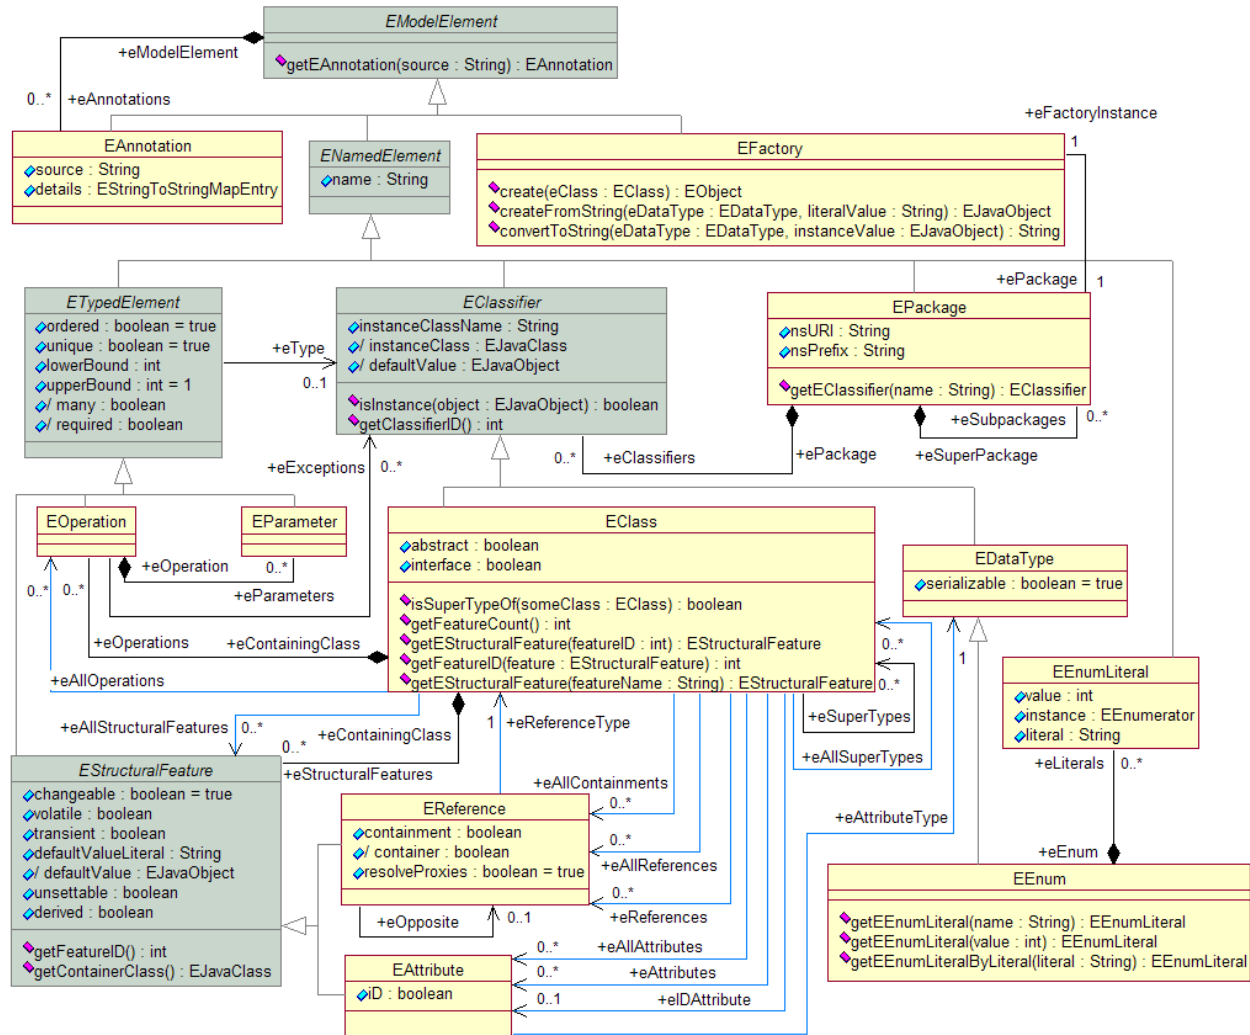 EModelElement
getEAnnotation(source : String) : EAnnotation
+eModelElement
0..* +eAnnotations
EAnnotation
source : String
details : EStringToStringMapEntry
ENamedElement
name : String
+eFactoryInstance
1
EFactory
create(eClass : EClass) : EObject
createFromString(eDataType : EDataType, literalValue : String) : EJavaObject
convertToString(eDataType : EDataType, instanceValue : EJavaObject) : String
+ePackage 1
ETypedElement
ordered : boolean = true
unique : boolean = true
lowerBound : int
upperBound : int = 1
/ many : boolean
/ required : boolean
+eType
0..1
EClassifier
instanceClassName : String
/ instanceClass : EJavaClass
/ defaultValue : EJavaObject
isInstance(object : EJavaObject) : boolean
getClassifierID() : int
EPackage
nsURI : String
nsPrefix : String
getEClassifier(name : String) : EClassifier
+eExceptions 0..*
0..* +eClassifiers
+ePackage
+eSubpackages 0..*
+eSuperPackage
EOperation
EParameter
+eOperation 0..*
+eParameters
0..* 0..*
+eOperations
+eContainingClass
+eAllOperations
EClass
abstract : boolean
interface : boolean
isSuperTypeOf(someClass : EClass) : boolean
getFeatureCount() : int
getEStructuralFeature(featureID : int) : EStructuralFeature
getFeatureID(feature : EStructuralFeature) : int
getEStructuralFeature(featureName : String) : EStructuralFeature
0..*
0..*
+eSuperTypes
+eAllSuperTypes
EDataType
serializable : boolean = true
1
EEnumLiteral
value : int
instance : EEnumerator
literal : String
+eLiterals 0..*
+eAllStructuralFeatures 0..*
0..* +eContainingClass
+eStructuralFeatures
1 +eReferenceType
EStructuralFeature
changeable : boolean = true
volatile : boolean
transient : boolean
defaultValueLiteral : String
/ defaultValue : EJavaObject
unsettable : boolean
derived : boolean
getFeatureID() : int
getContainerClass() : EJavaClass
+eAllContainments
0..*
EReference
containment : boolean
/ container : boolean
resolveProxies : boolean = true
0..*
+eAllReferences
0..*
+eReferences
+eOpposite 0..1
+eAttributeType
+eEnum
EEnum
getEEnumLiteral(name : String) : EEnumLiteral
getEEnumLiteral(value : int) : EEnumLiteral
getEEnumLiteralByLiteral(literal : String) : EEnumLiteral
EAttribute
iD : boolean
0..* +eAllAttributes
0..* +eAttributes
0..1 +eIDAttribute